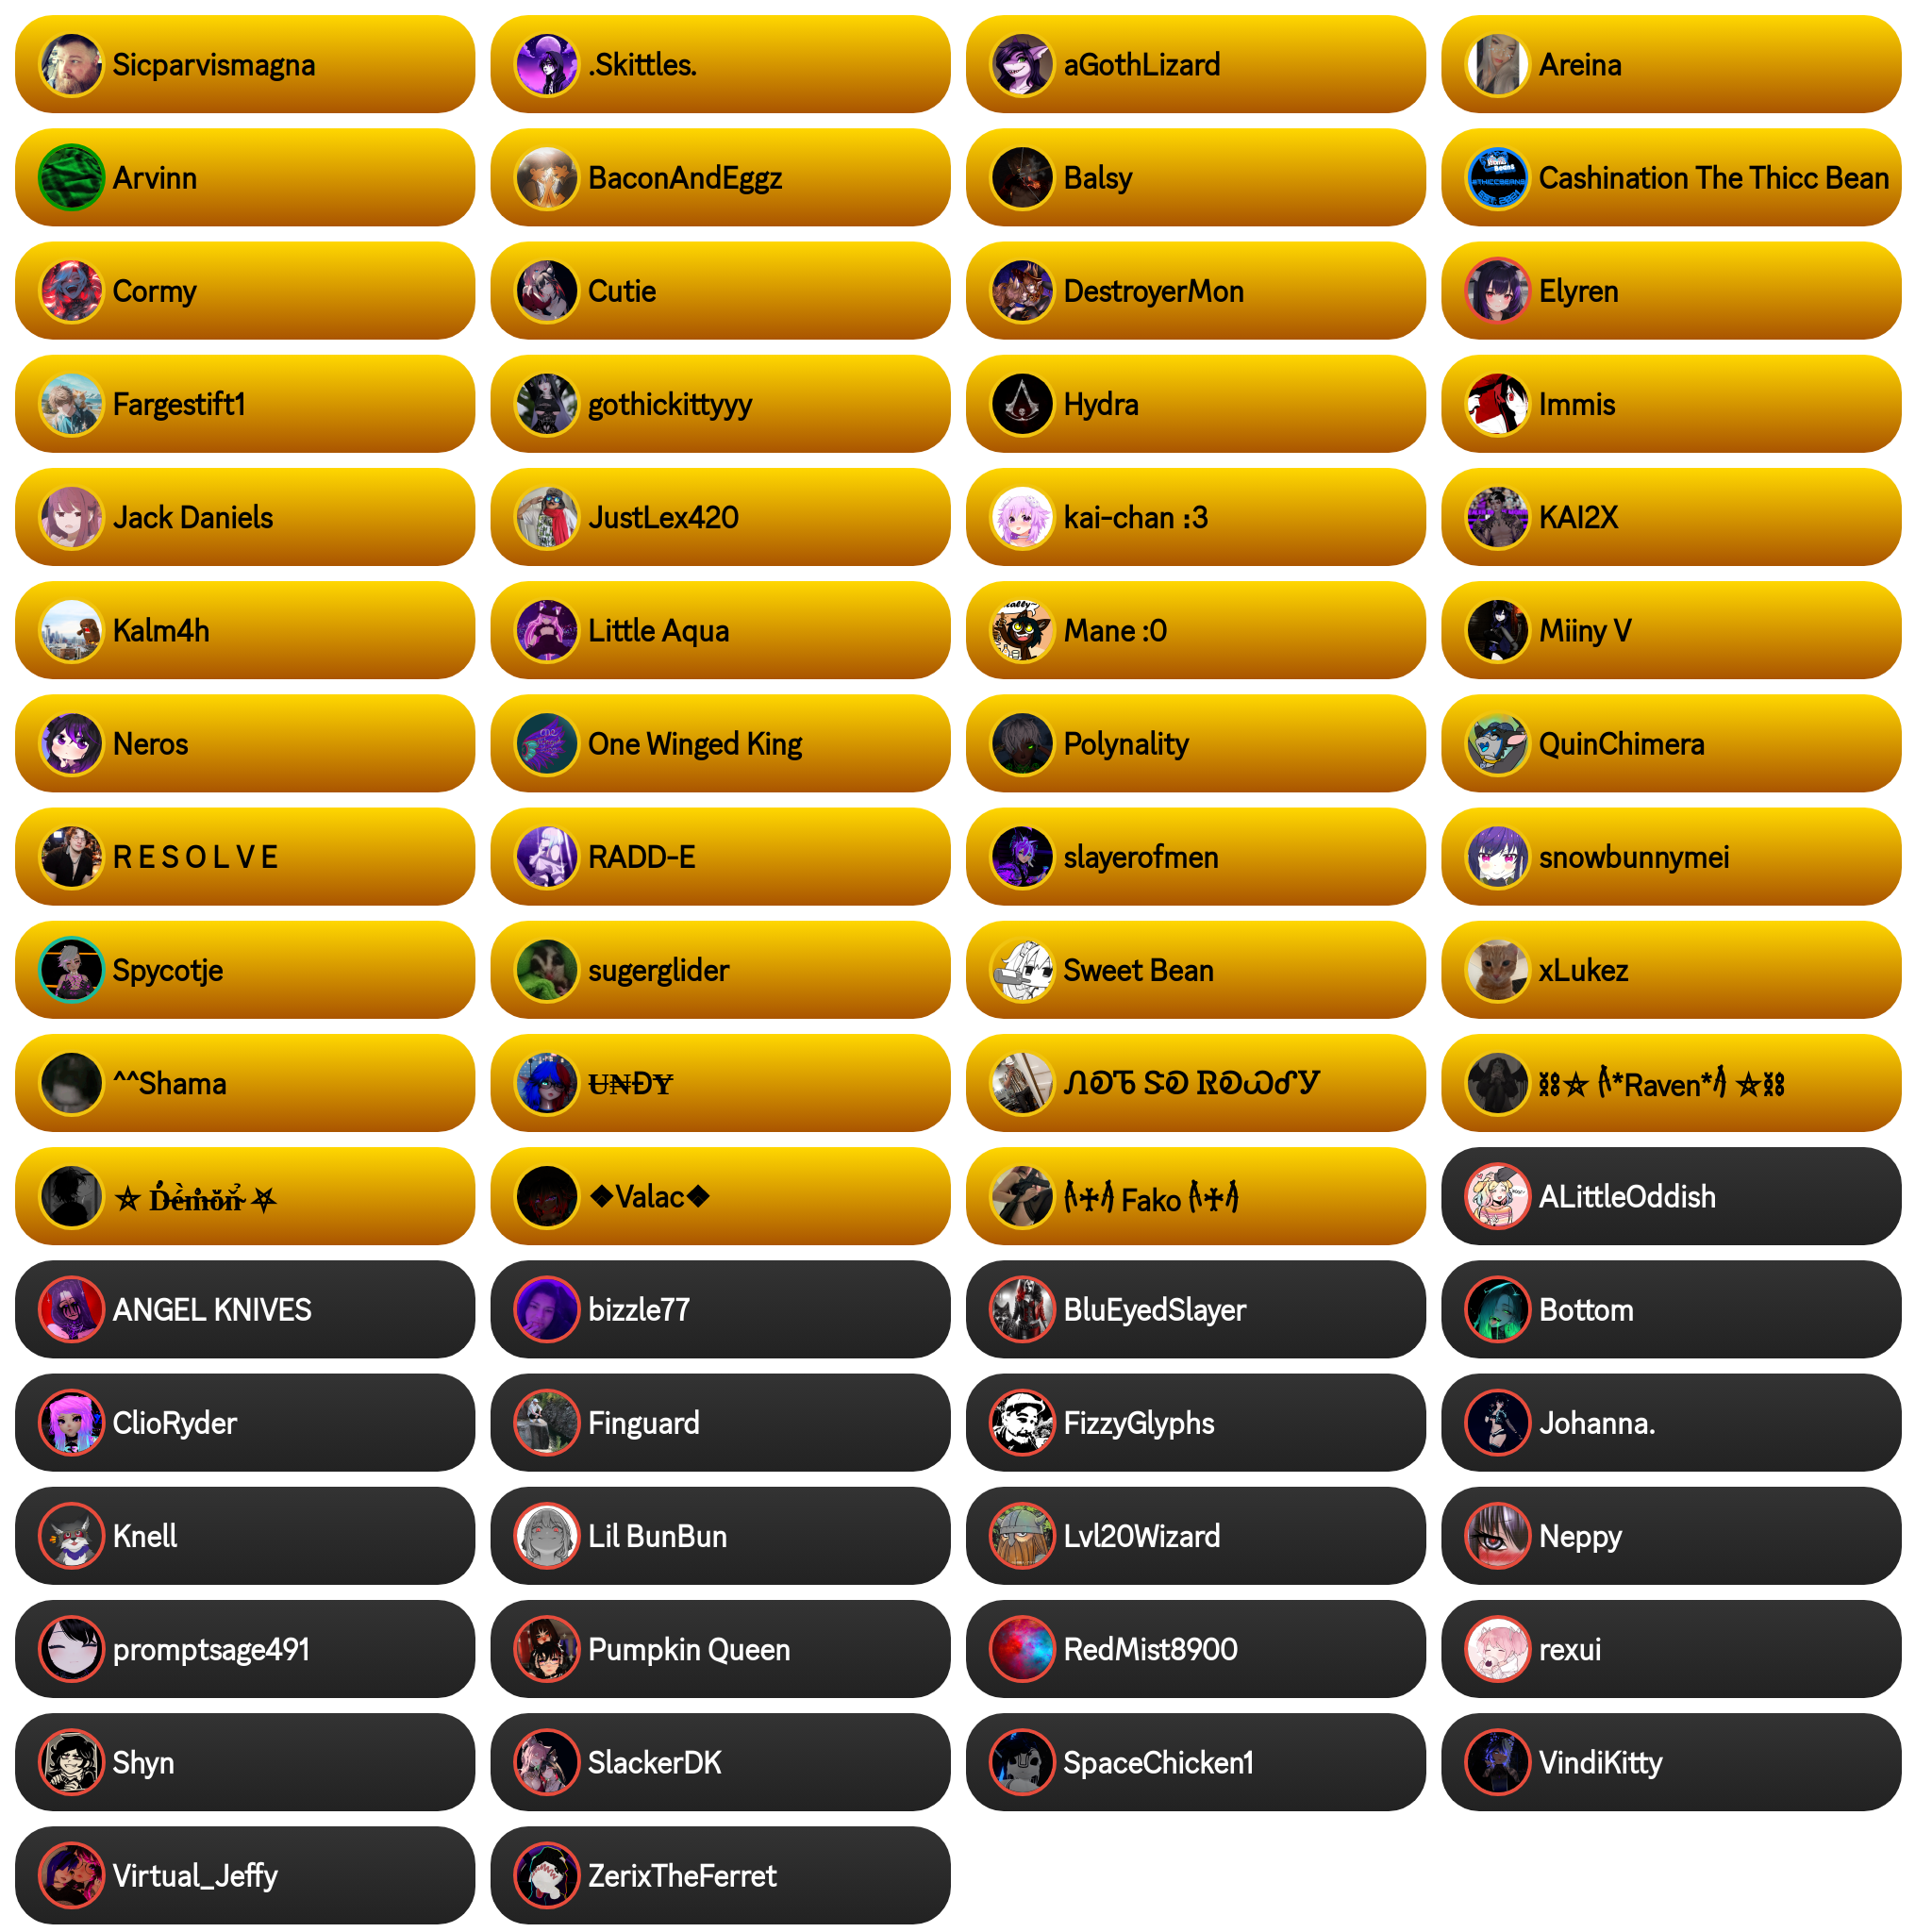 Sicparvismagna
.Skittles.
aGothLizard
Areina
Arvinn
BaconAndEggz
Balsy
Cashination The Thicc Bean
Cormy
Cutie
DestroyerMon
Elyren
Fargestift1
gothickittyyy
Hydra
Immis
Jack Daniels
JustLex420
kai-chan :3
KAI2X
Kalm4h
Little Aqua
Mane :0
Miiny V
Neros
One Winged King
Polynality
QuinChimera
R E S O L V E
RADD-E
slayerofmen
snowbunnymei
Spycotje
sugerglider
Sweet Bean
xLukez
^^Shama
*Raven*
◆Valac◆
Fako
ALittleOddish
ANGEL KNIVES
bizzle77
BluEyedSlayer
Bottom
ClioRyder
Finguard
FizzyGlyphs
Johanna.
Knell
Lil BunBun
Lvl20Wizard
Neppy
promptsage491
Pumpkin Queen
RedMist8900
rexui
Shyn
SlackerDK
SpaceChicken1
VindiKitty
Virtual_Jeffy
ZerixTheFerret